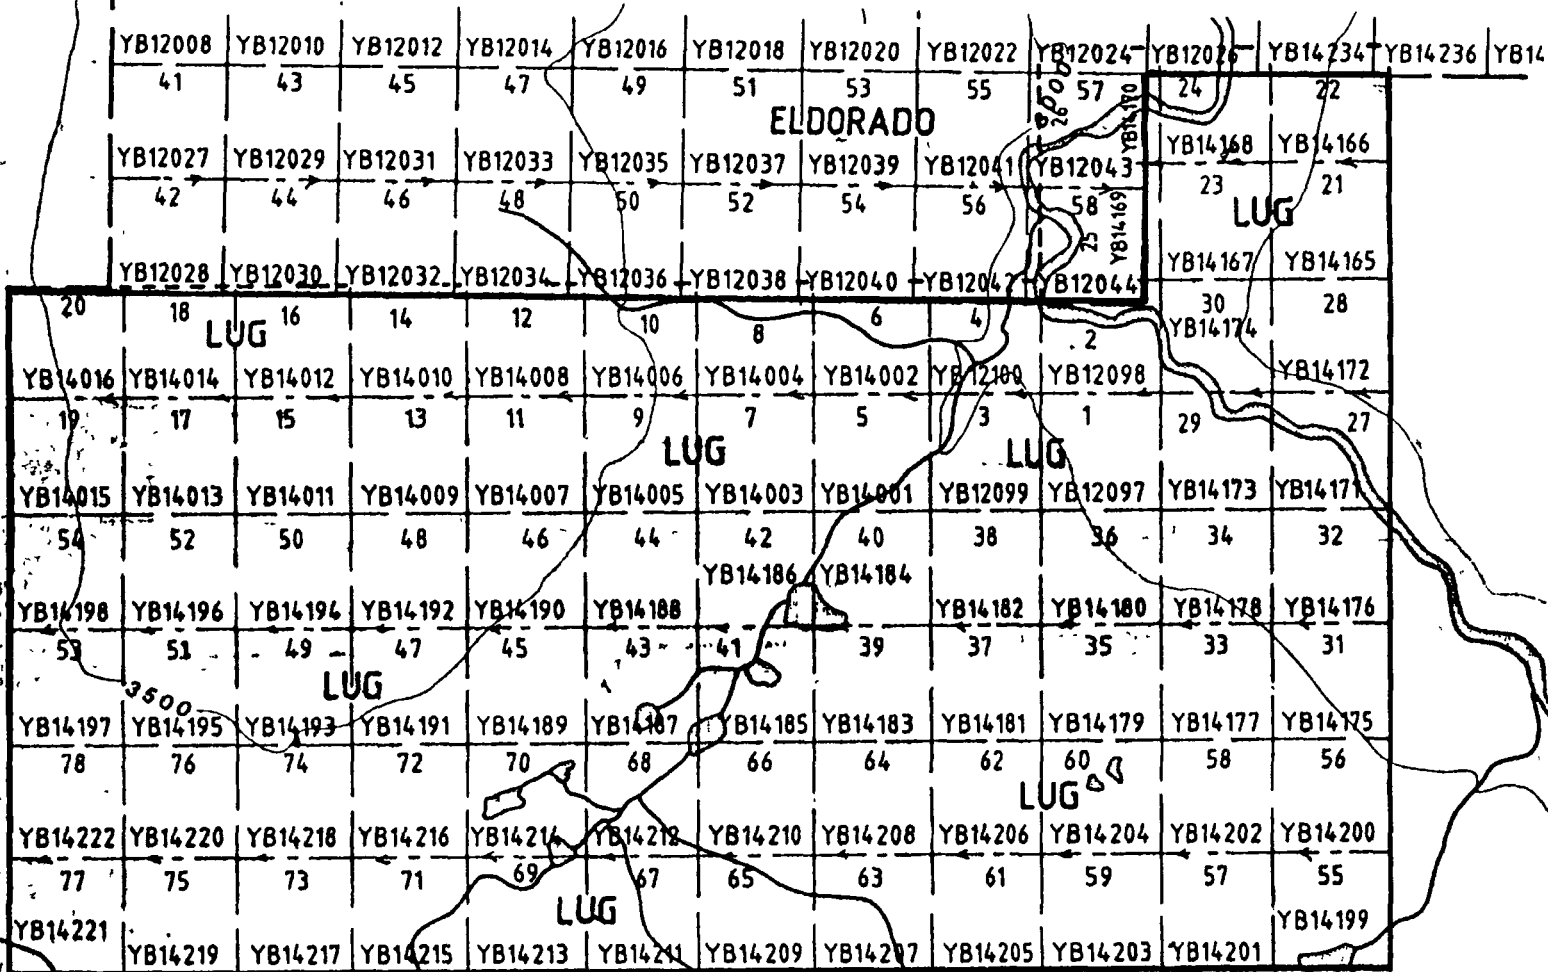 YB12008 YB12010 YB12012 YB12014 YB12016 YB12018 YB12020 YB12022 YB12024 YB12026 YB14234 YB14236 YB14
41 43 45 47 49 51 53 55 57 24 22
ELDORADO 26 YB14170
YB12027 YB12029 YB12031 YB12033 YB12035 YB12037 YB12039 YB12041 YB12043 YB14168 YB14166
42 44 46 48 50 52 54 56 58 23 21
25 YB14169 LUG
YB12028 YB12030 YB12032 YB12034 YB12036 YB12038 YB12040 YB12044 YB14167 YB14165
20 18 16 14 12 10 8 6 4 2 30 28
LUG YB14174
YB14016 YB14014 YB14012 YB14010 YB14008 YB14006 YB14004 YB14002 YB12100 YB12098 YB14172
19 17 15 13 11 9 7 5 3 1 29 27
LUG LUG
YB14015 YB14013 YB14011 YB14009 YB14007 YB14005 YB14003 YB14001 YB12099 YB12097 YB14173 YB14171
54 52 50 48 46 44 42 40 38 36 34 32
YB14186 YB14184
YB14198 YB14196 YB14194 YB14192 YB14190 YB14188 YB14182 YB14180 YB14178 YB14176
53 51 49 47 45 43 41 39 37 35 33 31
3500 LUG
YB14197 YB14195 YB14193 YB14191 YB14189 YB14187 YB14185 YB14183 YB14181 YB14179 YB14177 YB14175
78 76 74 72 70 68 66 64 62 60 58 56
LUG
YB14222 YB14220 YB14218 YB14216 YB14214 YB14212 YB14210 YB14208 YB14206 YB14204 YB14202 YB14200
77 75 73 71 69 67 65 63 61 59 57 55
LUG
YB14221 YB14219 YB14217 YB14215 YB14213 YB14211 YB14209 YB14207 YB14205 YB14203 YB14201 YB14199